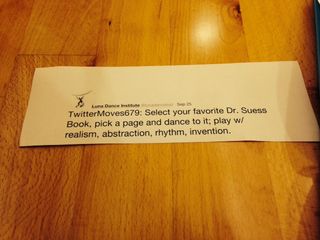 Luna Dance Institute Sep 25
TwitterMoves679: Select your favorite Dr. Suess
Book, pick a page and dance to it; play w/
realism, abstraction, rhythm, invention.